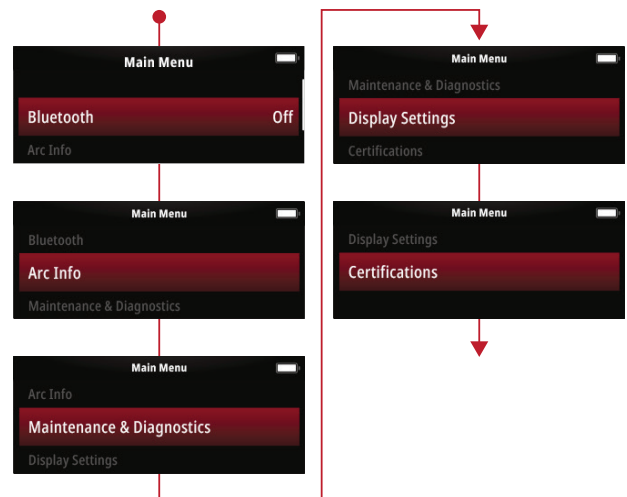 Main Menu
Bluetooth Off
Arc Info
Main Menu
Bluetooth
Arc Info
Maintenance & Diagnostics
Main Menu
Arc Info
Maintenance & Diagnostics
Display Settings
Main Menu
Maintenance & Diagnostics
Display Settings
Certifications
Main Menu
Display Settings
Certifications